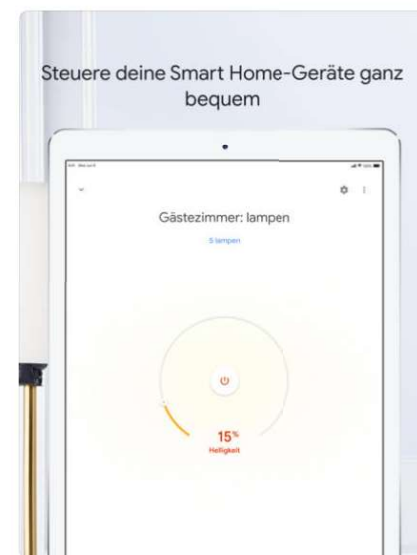 Steuere deine Smart Home-Geräte ganz
bequem
Gästezimmer: lampen
5 lampen
15%
Helligkeit